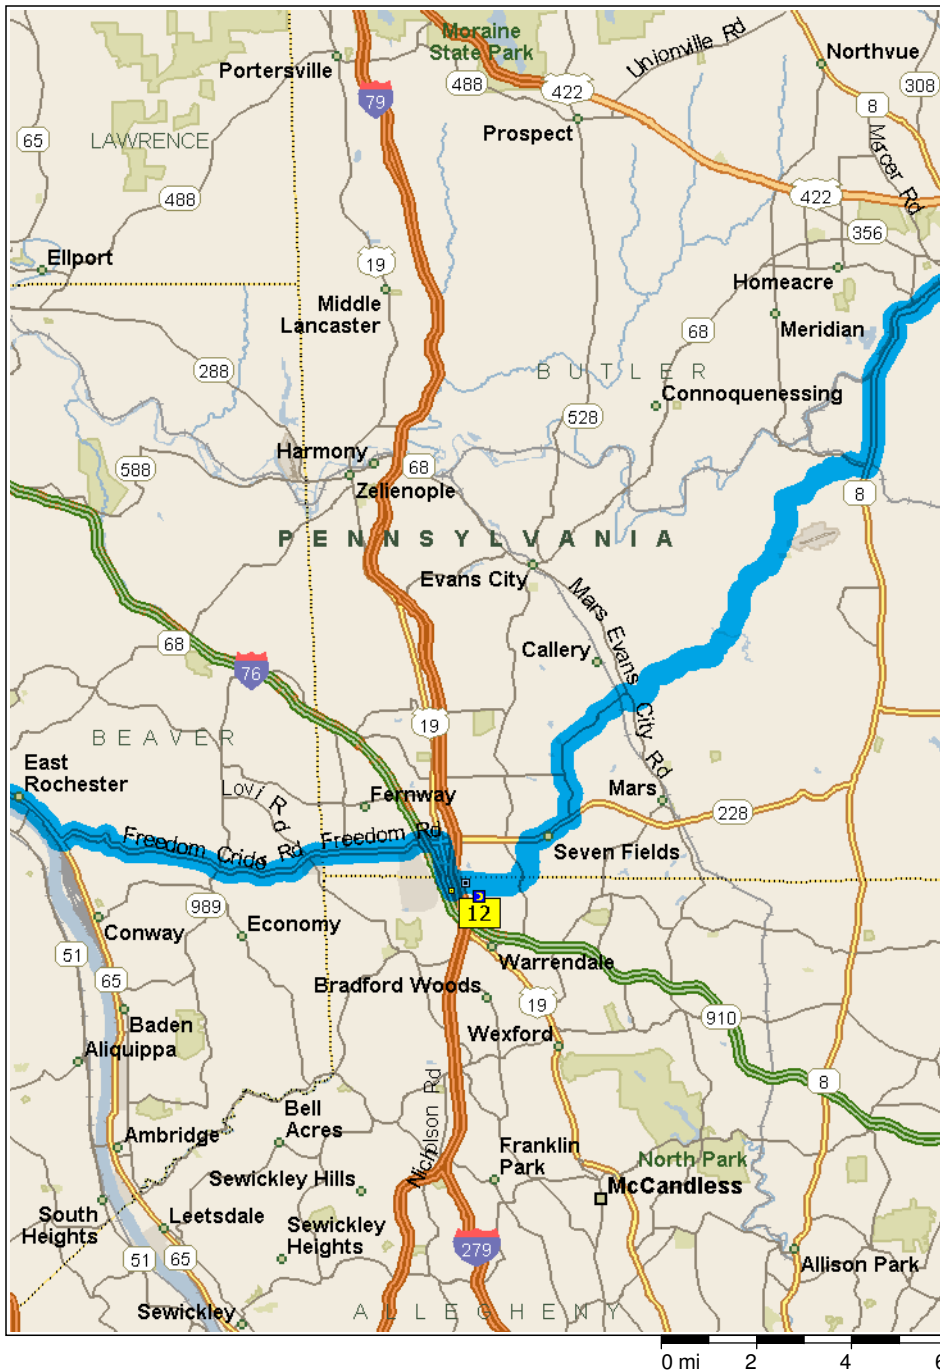 Moraine
State Park
Unionville Rd
Northvue
Portersville
79
488
422
308
8
Prospect
65
LAWRENCE
Mercer Rd
488
422
356
Ellport
19
Homeacre
Middle
Lancaster
Meridian
68
288
BUTLER
Connoquenessing
528
Harmony
68
588
Zelienople
8
PENNSYLVANIA
Evans City
Mars Evans City Rd
Callery
68
76
19
BEAVER
East
Rochester
Lovi Rd
Fernway
Mars
228
Freedom Crider Rd
Freedom Rd
Seven Fields
989
12
Conway
Economy
51
65
Warrendale
Bradford Woods
19
910
Baden
Wexford
Aliquippa
8
Nicholson Rd
Bell
Acres
Ambridge
Franklin
Park
North Park
Sewickley Hills
McCandless
South
Heights
Leetsdale
Sewickley
Heights
279
51
65
Allison Park
Sewickley
ALLEGHENY
0 mi 2 4 6